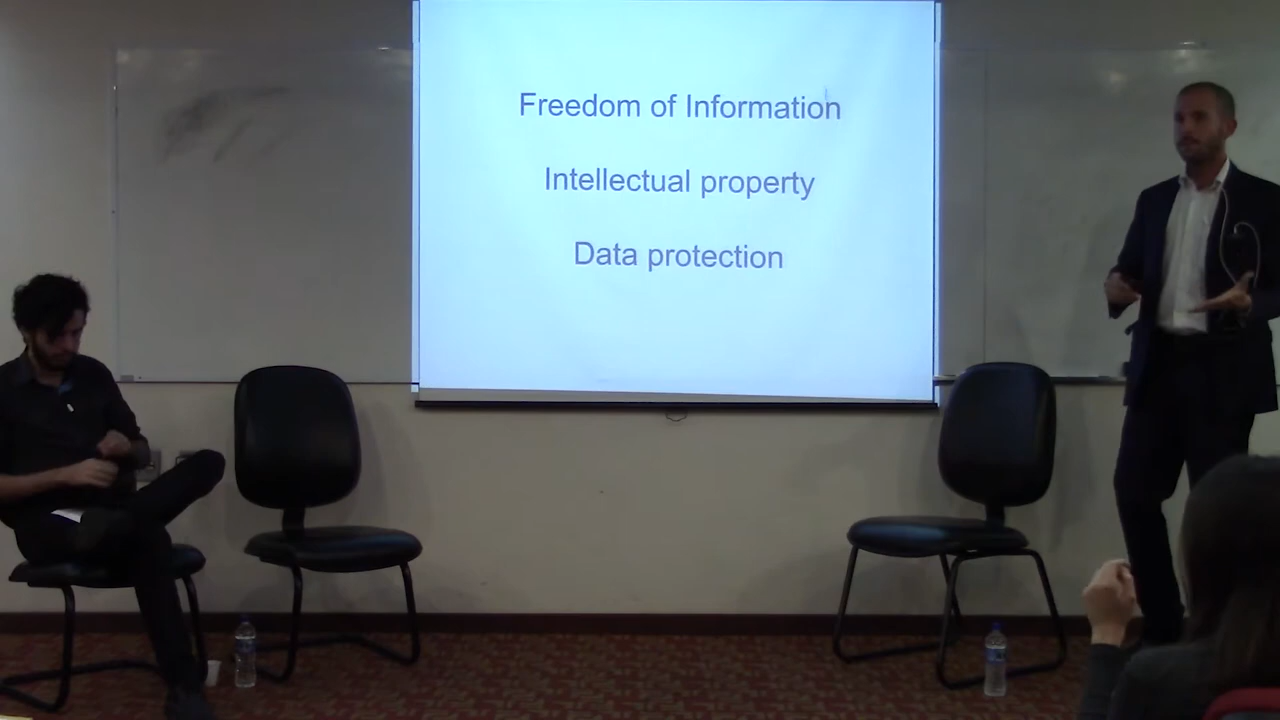 Freedom of Information
Intellectual property
Data protection